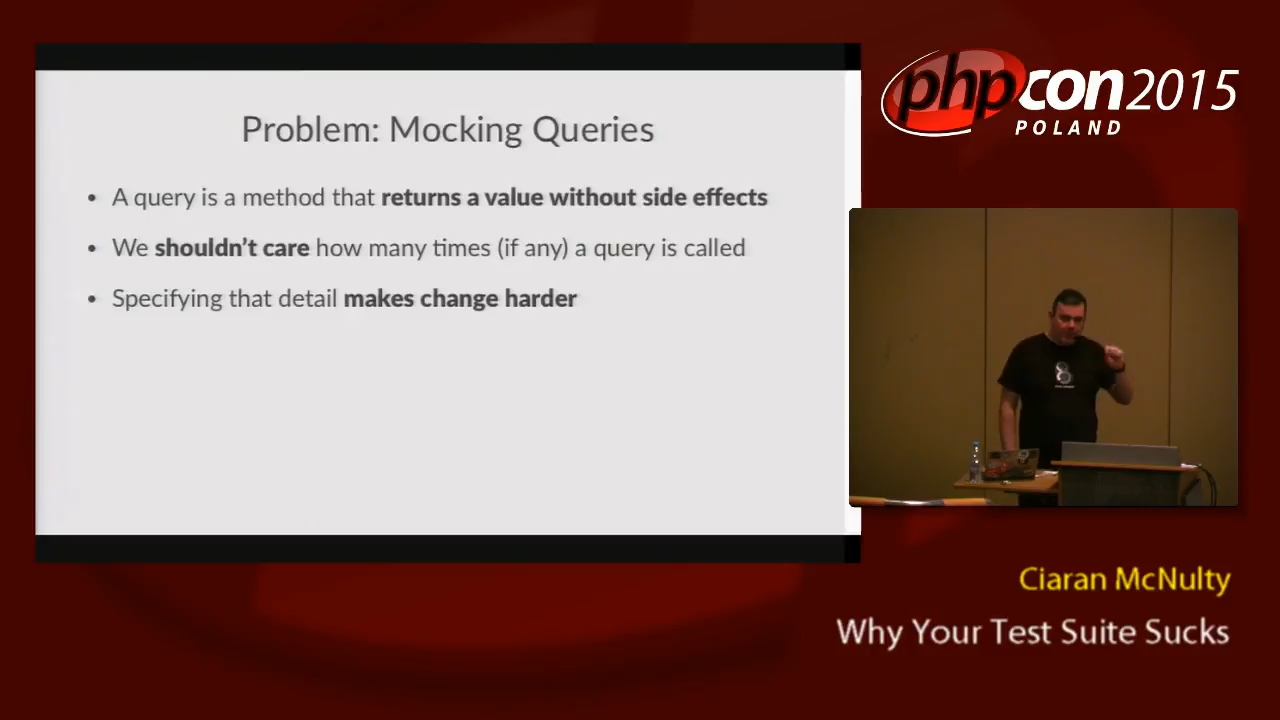 Problem: Mocking Queries
• A query is a method that returns a value without side effects
• We shouldn't care how many times (if any) a query is called
• Specifying that detail makes change harder
phpcon2015
POLAND
Ciaran McNulty
Why Your Test Suite Sucks